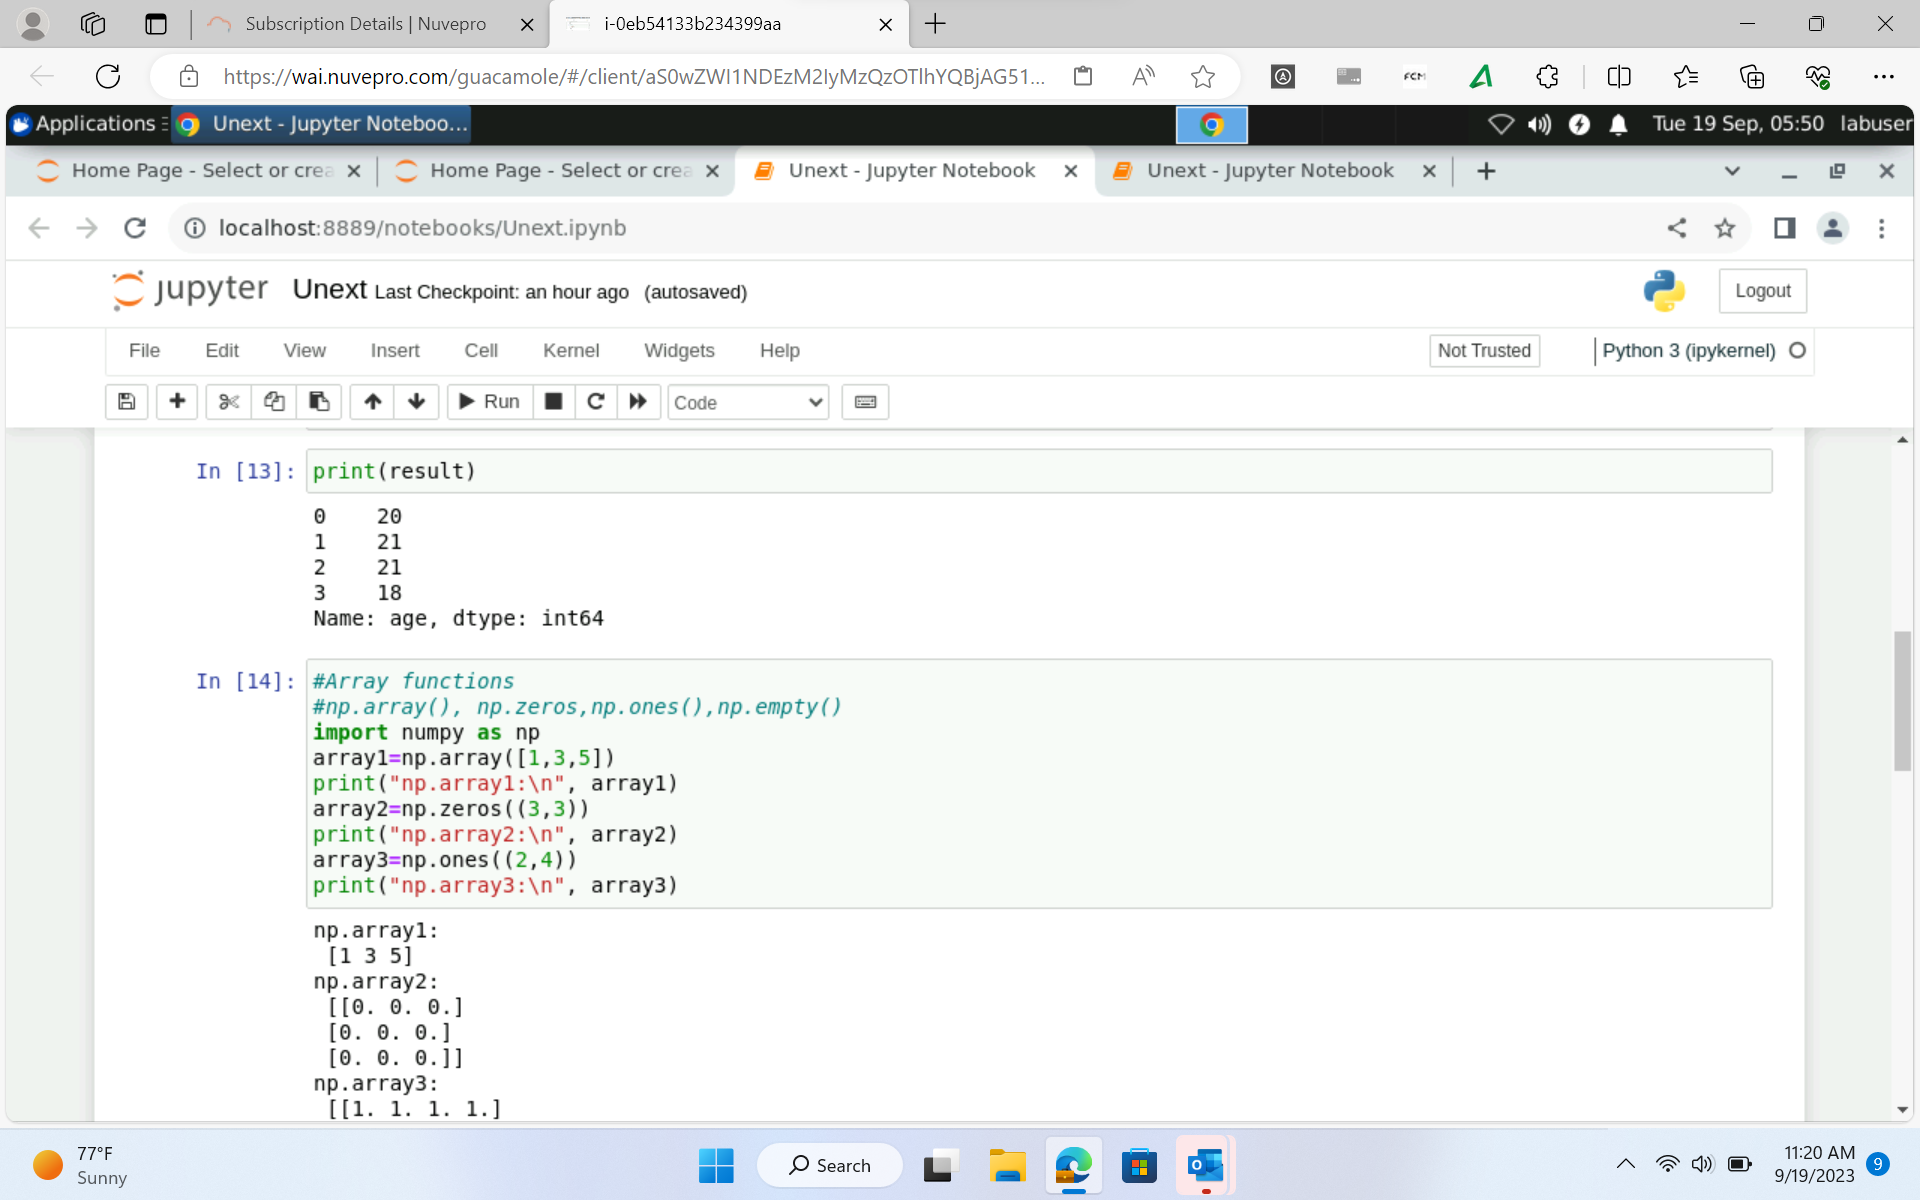 Subscription Details | Nuvepro
i-0eb54133b234399aa
https://wai.nuvepro.com/guacamole/#/client/aS0wZWI1NDEzM2IyMzQzOTlhYQBjAG51...
FCM
Applications
Unext - Jupyter Noteboo...
Tue 19 Sep, 05:50 labuser
Home Page - Select or crea
Home Page - Select or crea
Unext - Jupyter Notebook
Unext - Jupyter Notebook
localhost:8889/notebooks/Unext.ipynb
jupyter Unext Last Checkpoint: an hour ago (autosaved)
Logout
File Edit View Insert Cell Kernel Widgets Help
Not Trusted
Python 3 (ipykernel)
Run
Code
In [13]: print(result)
0 20
1 21
2 21
3 18
Name: age, dtype: int64
In [14]: #Array functions
#np.array(), np.zeros,np.ones(),np.empty()
import numpy as np
array1=np.array([1,3,5])
print("np.array1:\n", array1)
array2=np.zeros((3,3))
print("np.array2:\n", array2)
array3=np.ones((2,4))
print("np.array3:\n", array3)
np.array1:
[1 3 5]
np.array2:
[[0. 0. 0.]
[0. 0. 0.]
[0. 0. 0.]]
np.array3:
[[1. 1. 1. 1.]
77°F
Sunny
Search
11:20 AM
9/19/2023
9